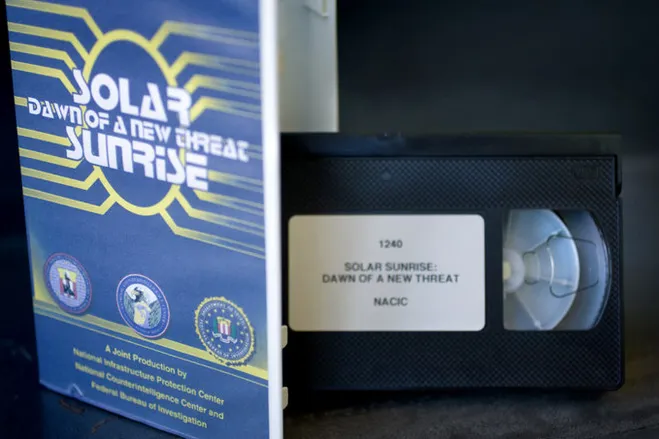 SOLAR
DAWN OF A NEW THREAT
SUNRISE
A Joint Production by
National Infrastructure Protection Center
National Counterintelligence Center and
Federal Bureau of Investigation
1240
SOLAR SUNRISE:
DAWN OF A NEW THREAT
NACIC